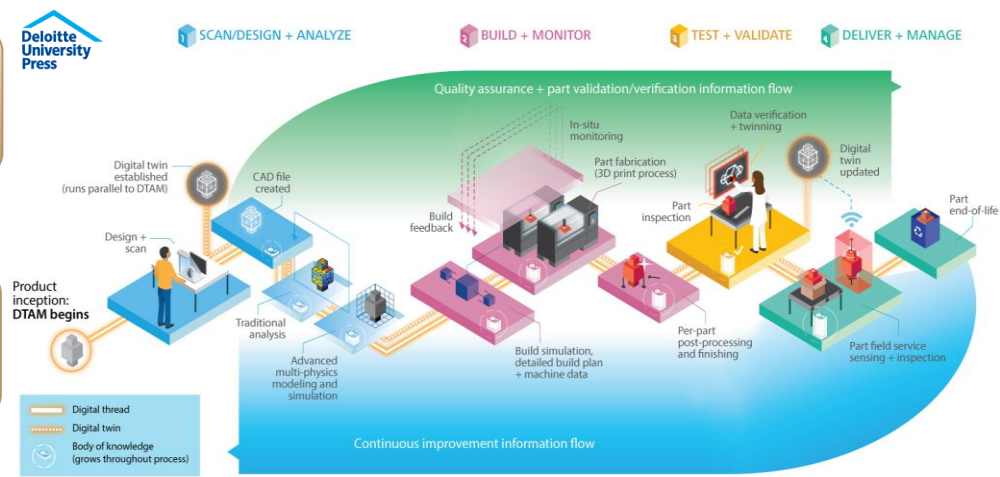 Deloitte
University
Press
1 SCAN/DESIGN + ANALYZE
2 BUILD + MONITOR
3 TEST + VALIDATE
4 DELIVER + MANAGE
Quality assurance + part validation/verification information flow
Digital twin
established
(runs parallel to DTAM)
CAD file
created
Design +
scan
Product
inception:
DTAM begins
Traditional
analysis
Advanced
multi-physics
modeling and
simulation
Build
feedback
In-situ
monitoring
Part fabrication
(3D print process)
Build simulation,
detailed build plan
+ machine data
Per-part
post-processing
and finishing
Part
inspection
Data verification
+ twinning
Digital
twin
updated
Part
end-of-life
Part field service
sensing + inspection
Digital thread
Digital twin
Body of knowledge
(grows throughout process)
Continuous improvement information flow